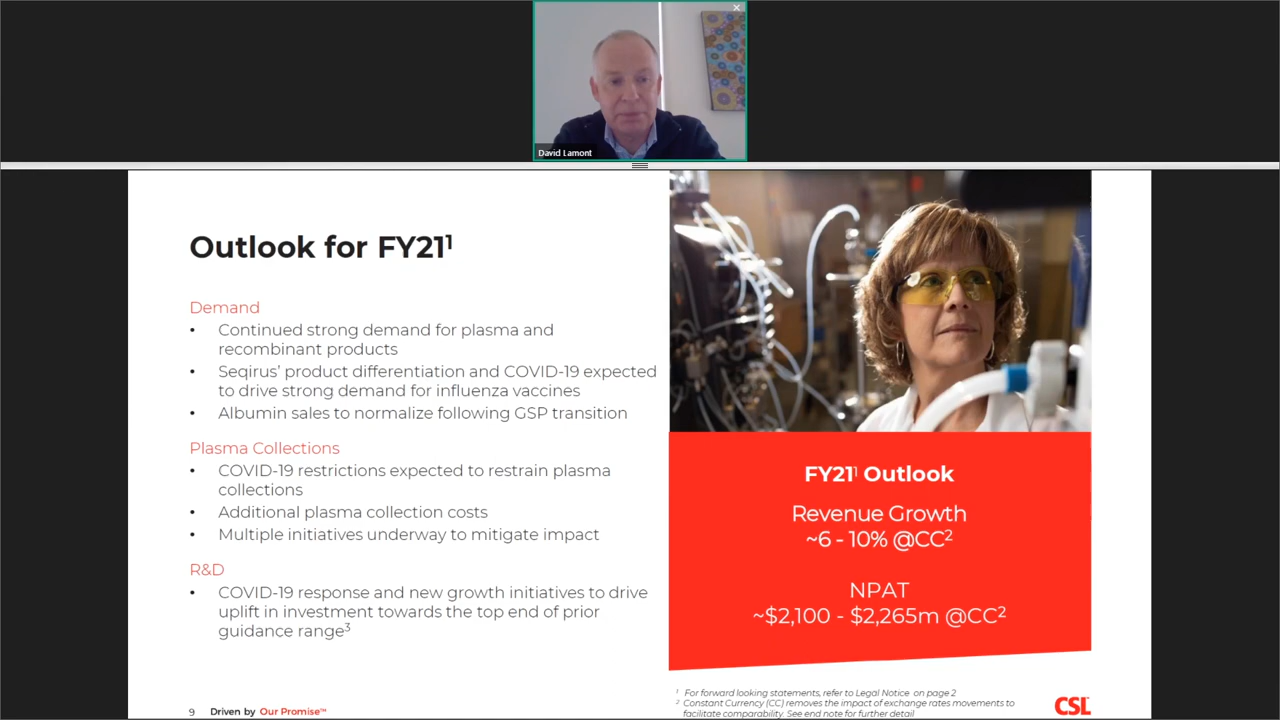 David Lamont
Outlook for FY21¹
Demand
• Continued strong demand for plasma and
recombinant products
• Seqirus' product differentiation and COVID-19 expected
to drive strong demand for influenza vaccines
• Albumin sales to normalize following GSP transition
Plasma Collections
• COVID-19 restrictions expected to restrain plasma
collections
• Additional plasma collection costs
• Multiple initiatives underway to mitigate impact
R&D
• COVID-19 response and new growth initiatives to drive
uplift in investment towards the top end of prior
guidance range³
FY21¹ Outlook
Revenue Growth
~6 - 10% @CC²
NPAT
~$2,100 - $2,265m @CC²
¹ For forward looking statements, refer to Legal Notice on page 2
² Constant Currency (CC) removes the impact of exchange rates movements to
facilitate comparability. See end note for further detail
9 Driven by Our Promise™
CSL